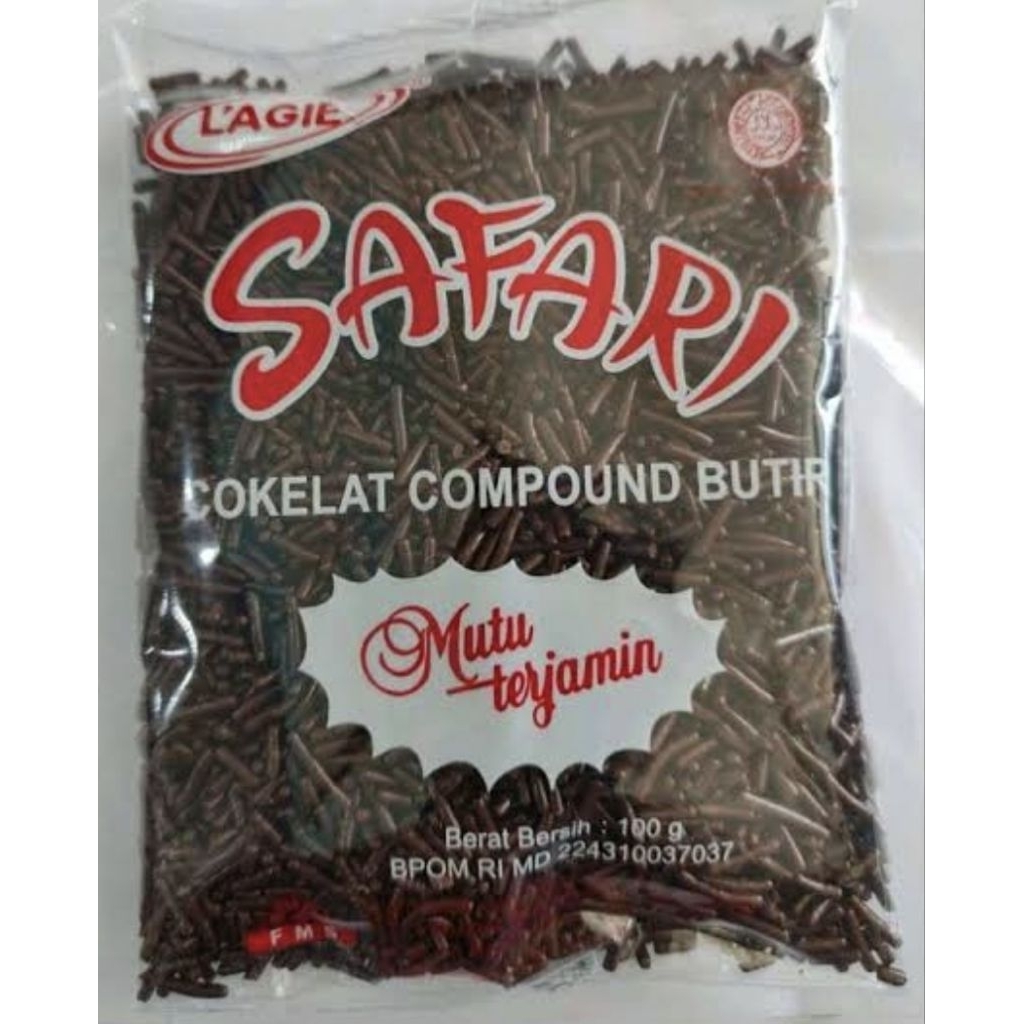 L'AGIE
SAFARI
COKELAT COMPOUND BUTIR
Mutu
terjamin
Berat Bersih : 100 g
BPOM RI MD 224310037037